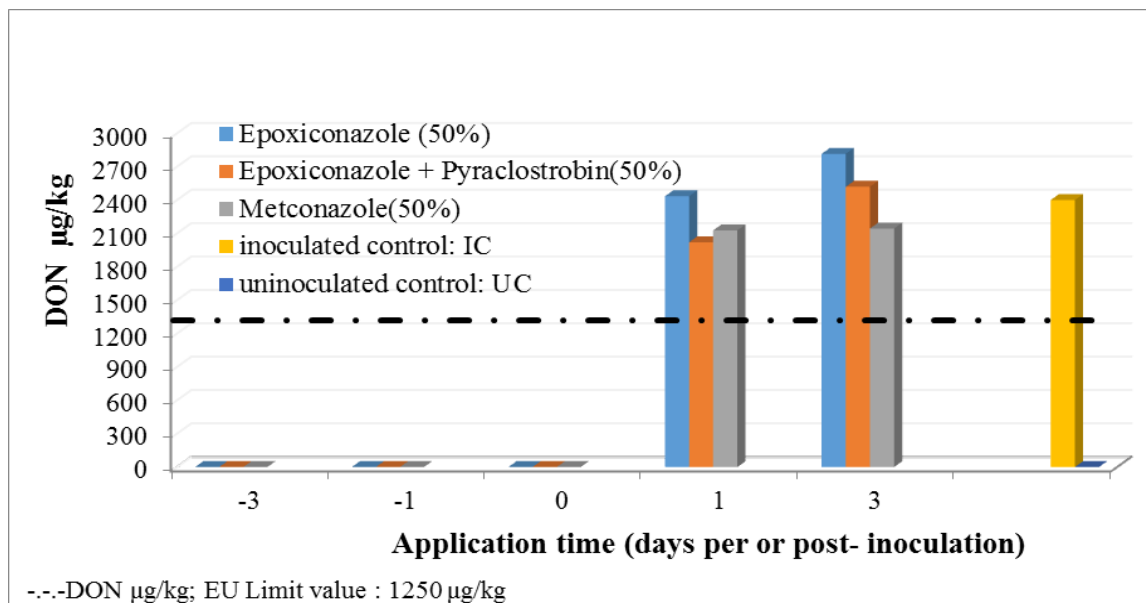 3000
2700
2400
2100
1800
1500
1200
900
600
300
0
DON µg/kg
Epoxiconazole (50%)
Epoxiconazole + Pyraclostrobin(50%)
Metconazole(50%)
inoculated control: IC
uninoculated control: UC
-3 -1 0 1 3
Application time (days per or post- inoculation)
-.-.-DON µg/kg; EU Limit value : 1250 µg/kg